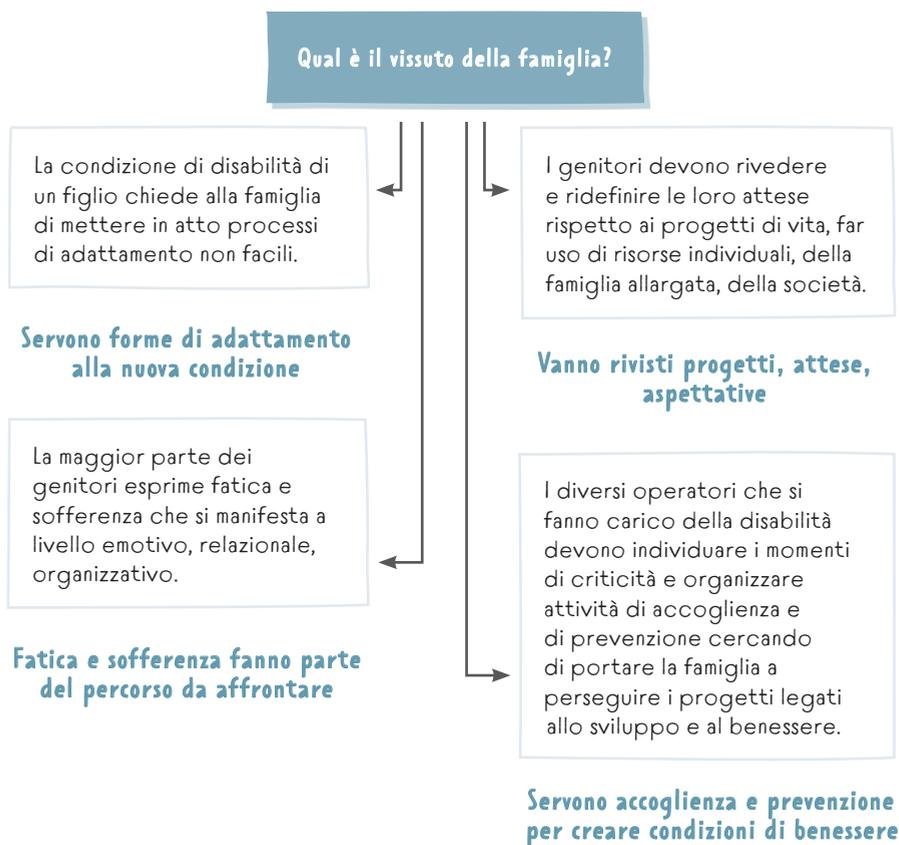 Qual è il vissuto della famiglia?
La condizione di disabilità di
un figlio chiede alla famiglia
di mettere in atto processi
di adattamento non facili.
Servono forme di adattamento
alla nuova condizione
La maggior parte dei
genitori esprime fatica e
sofferenza che si manifesta a
livello emotivo, relazionale,
organizzativo.
Fatica e sofferenza fanno parte
del percorso da affrontare
I genitori devono rivedere
e ridefinire le loro attese
rispetto ai progetti di vita, far
uso di risorse individuali, della
famiglia allargata, della società.
Vanno rivisti progetti, attese,
aspettative
I diversi operatori che si
fanno carico della disabilità
devono individuare i momenti
di criticità e organizzare
attività di accoglienza e
di prevenzione cercando
di portare la famiglia a
perseguire i progetti legati
allo sviluppo e al benessere.
Servono accoglienza e prevenzione
per creare condizioni di benessere